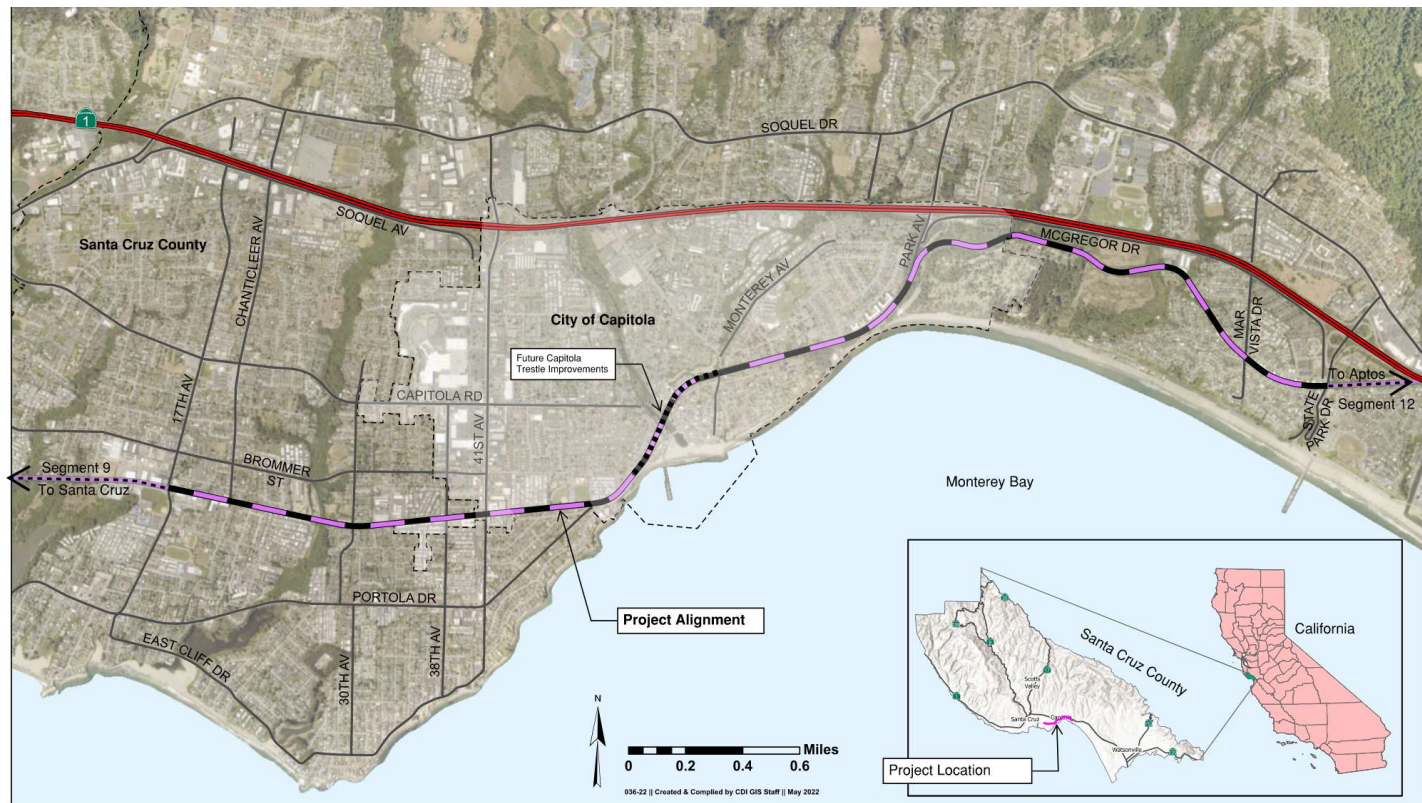 1
SOQUEL DR
SOQUEL AV
Santa Cruz County
CHANTICLEER AV
PARK AV
MCGREGOR DR
MONTEREY AV
City of Capitola
MAR
VISTA DR
Future Capitola
Trestle Improvements
17TH AV
CAPITOLA RD
To Aptos
Segment 12
STATE
PARK DR
41ST AV
BROMMER
ST
Segment 9
To Santa Cruz
Monterey Bay
PORTOLA DR
Project Alignment
EAST CLIFF DR
30TH AV
38TH AV
N
Miles
0 0.2 0.4 0.6
036-22 || Created & Complied by CDI GIS Staff || May 2022
Santa Cruz County
California
Scotts
Valley
Santa Cruz
Capitola
Watsonville
Project Location